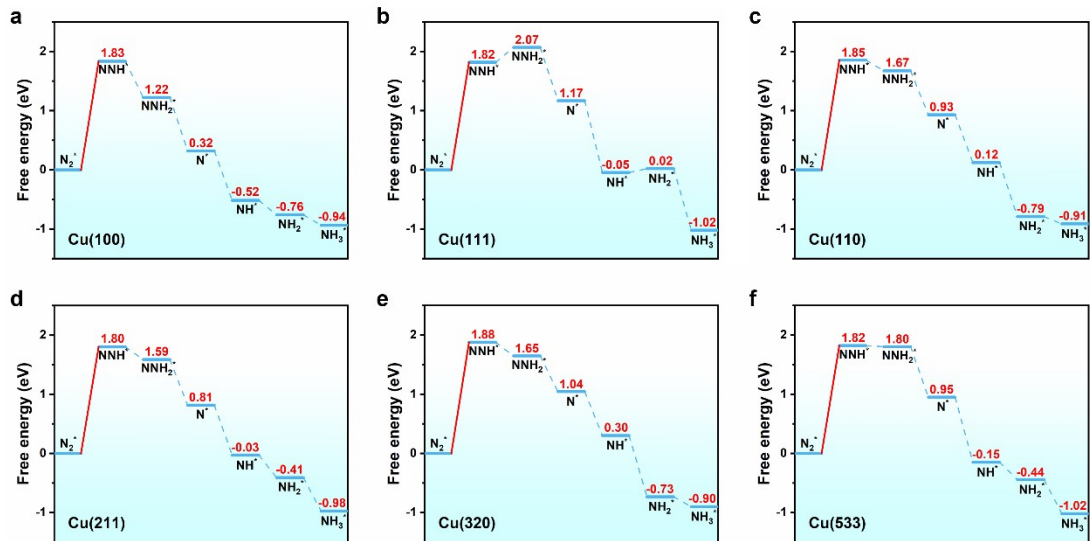 a
Free energy (eV)
2
1
0
-1
N2*
1.83
NNH*
1.22
NNH2*
0.32
N*
-0.52
NH*
-0.76
NH2*
-0.94
NH3*
Cu(100)
b
Free energy (eV)
2
1
0
-1
N2*
1.82
NNH*
2.07
NNH2*
1.17
N*
-0.05
NH*
0.02
NH2*
-1.02
NH3*
Cu(111)
c
Free energy (eV)
2
1
0
-1
N2*
1.85
NNH*
1.67
NNH2*
0.93
N*
0.12
NH*
-0.79
NH2*
-0.91
NH3*
Cu(110)
d
Free energy (eV)
2
1
0
-1
N2*
1.80
NNH*
1.59
NNH2*
0.81
N*
-0.03
NH*
-0.41
NH2*
-0.98
NH3*
Cu(211)
e
Free energy (eV)
2
1
0
-1
N2*
1.88
NNH*
1.65
NNH2*
1.04
N*
0.30
NH*
-0.73
NH2*
-0.90
NH3*
Cu(320)
f
Free energy (eV)
2
1
0
-1
N2*
1.82
NNH*
1.80
NNH2*
0.95
N*
-0.15
NH*
-0.44
NH2*
-1.02
NH3*
Cu(533)